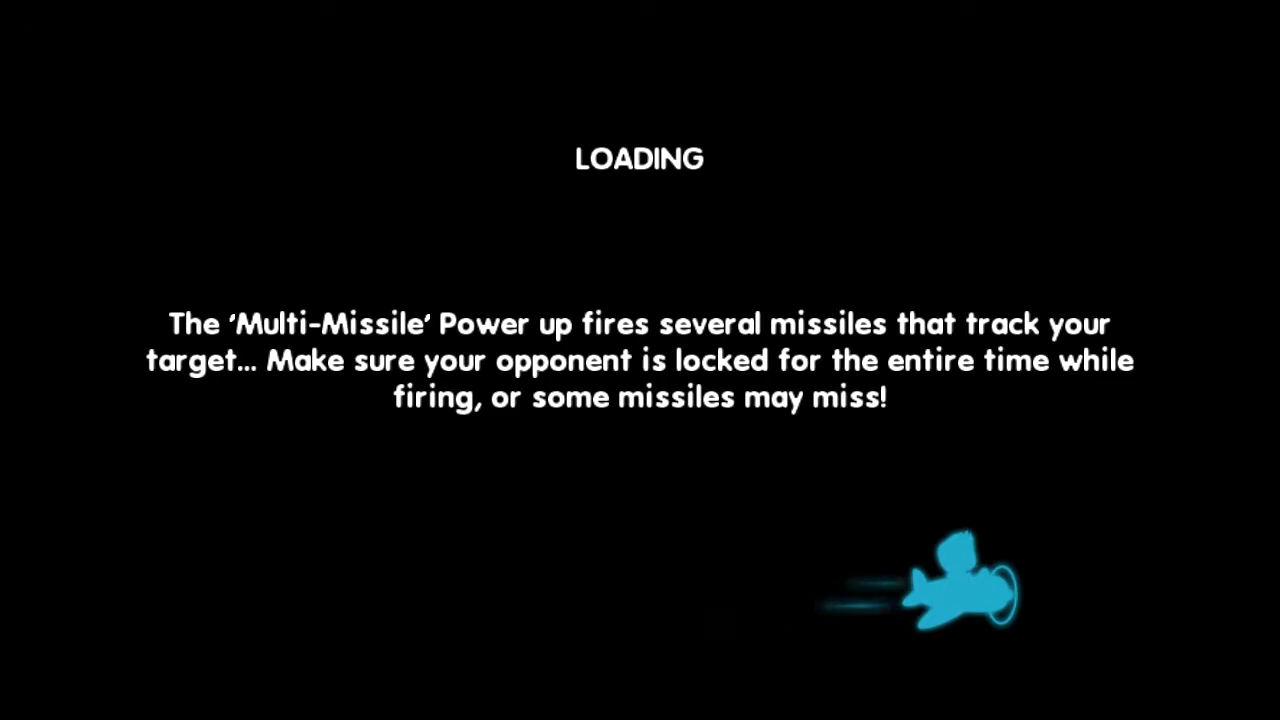 LOADING
The 'Multi-Missile' Power up fires several missiles that track your
target... Make sure your opponent is locked for the entire time while
firing, or some missiles may miss!